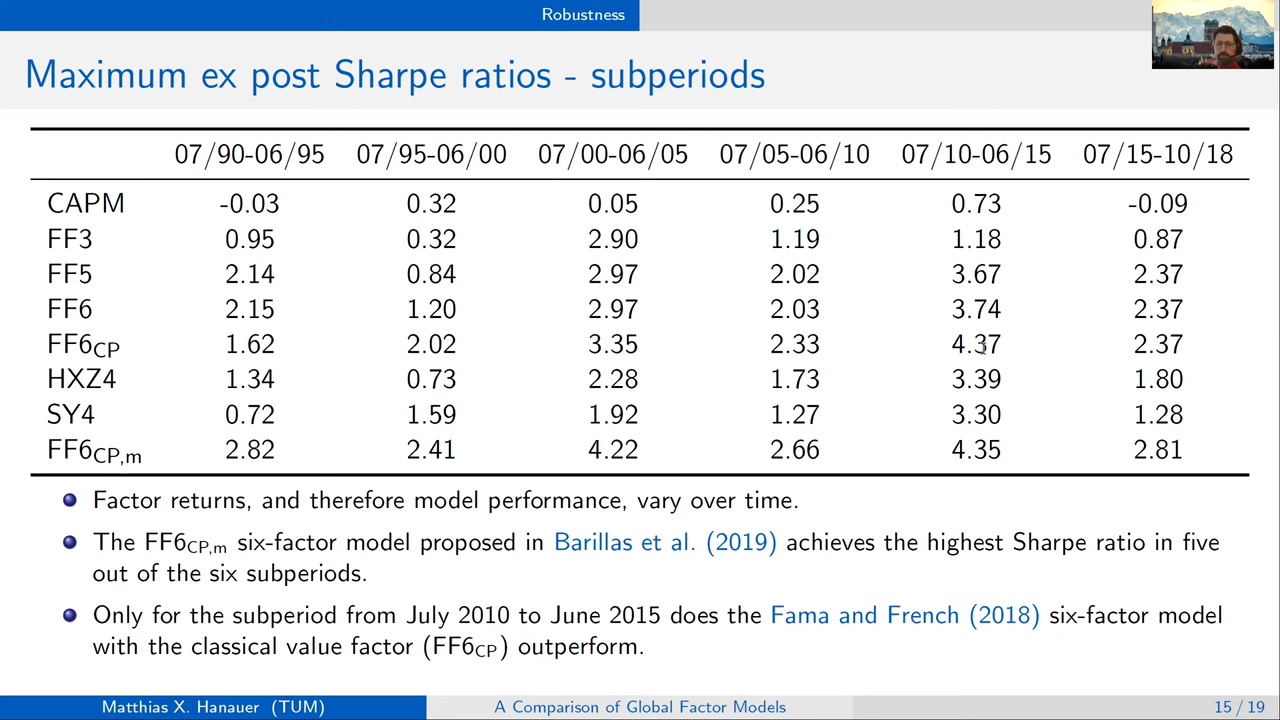 Robustness
Maximum ex post Sharpe ratios - subperiods
07/90-06/95 07/95-06/00 07/00-06/05 07/05-06/10 07/10-06/15 07/15-10/18
CAPM -0.03 0.32 0.05 0.25 0.73 -0.09
FF3 0.95 0.32 2.90 1.19 1.18 0.87
FF5 2.14 0.84 2.97 2.02 3.67 2.37
FF6 2.15 1.20 2.97 2.03 3.74 2.37
FF6CP 1.62 2.02 3.35 2.33 4.37 2.37
HXZ4 1.34 0.73 2.28 1.73 3.39 1.80
SY4 0.72 1.59 1.92 1.27 3.30 1.28
FF6CP,m 2.82 2.41 4.22 2.66 4.35 2.81
Factor returns, and therefore model performance, vary over time.
The FF6CP,m six-factor model proposed in Barillas et al. (2019) achieves the highest Sharpe ratio in five
out of the six subperiods.
Only for the subperiod from July 2010 to June 2015 does the Fama and French (2018) six-factor model
with the classical value factor (FF6CP) outperform.
Matthias X. Hanauer (TUM) A Comparison of Global Factor Models 15 / 19